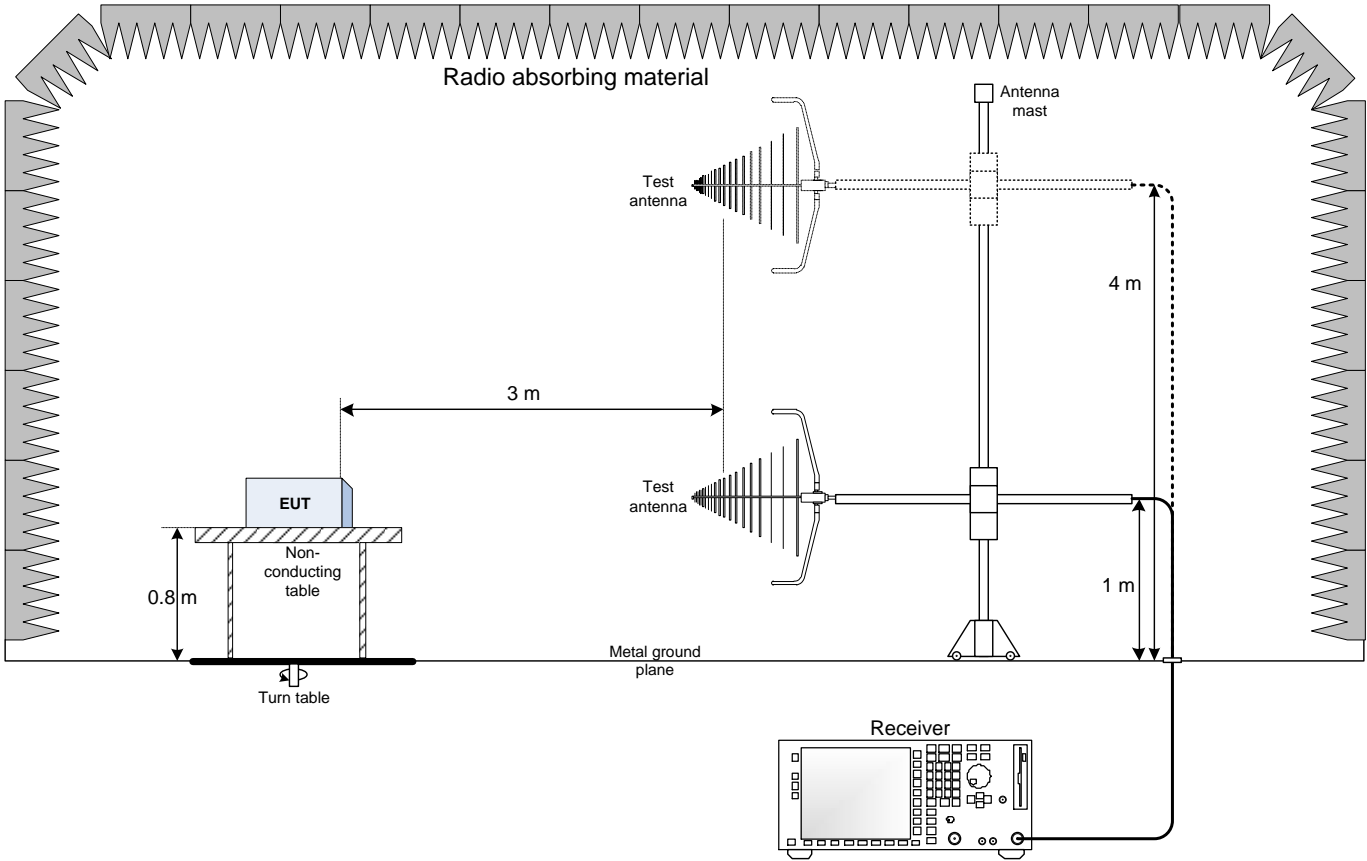 Radio absorbing material
Antenna
mast
Test
antenna
4 m
3 m
Test
antenna
EUT
Non-
conducting
table
0.8 m
1 m
Metal ground
plane
Turn table
Receiver